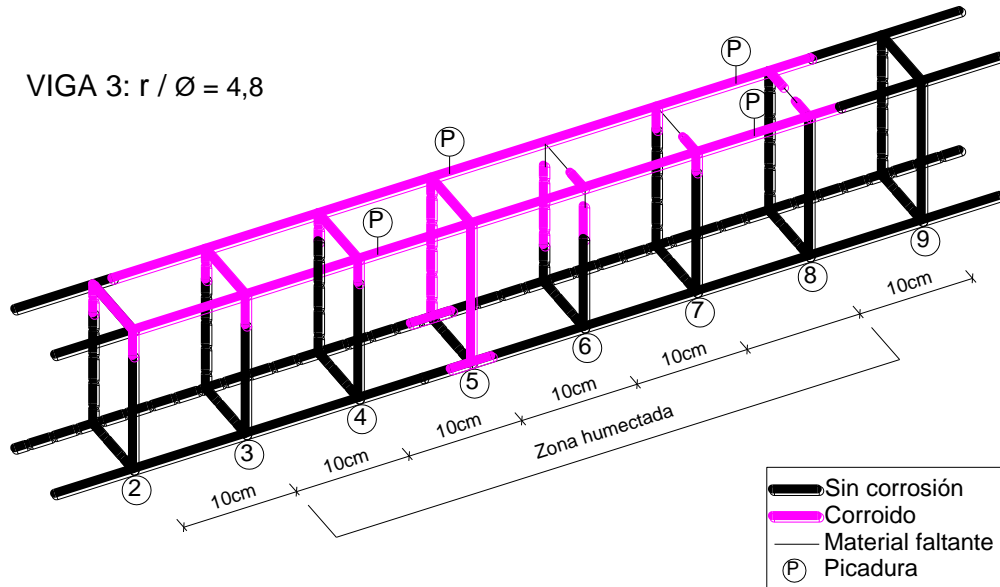 VIGA 3: r / Ø = 4,8
P
P
P
P
9
8
7
6
5
4
3
2
10cm
10cm
10cm
10cm
10cm
10cm
10cm
Zona humectada
Sin corrosión
Corroido
Material faltante
P Picadura